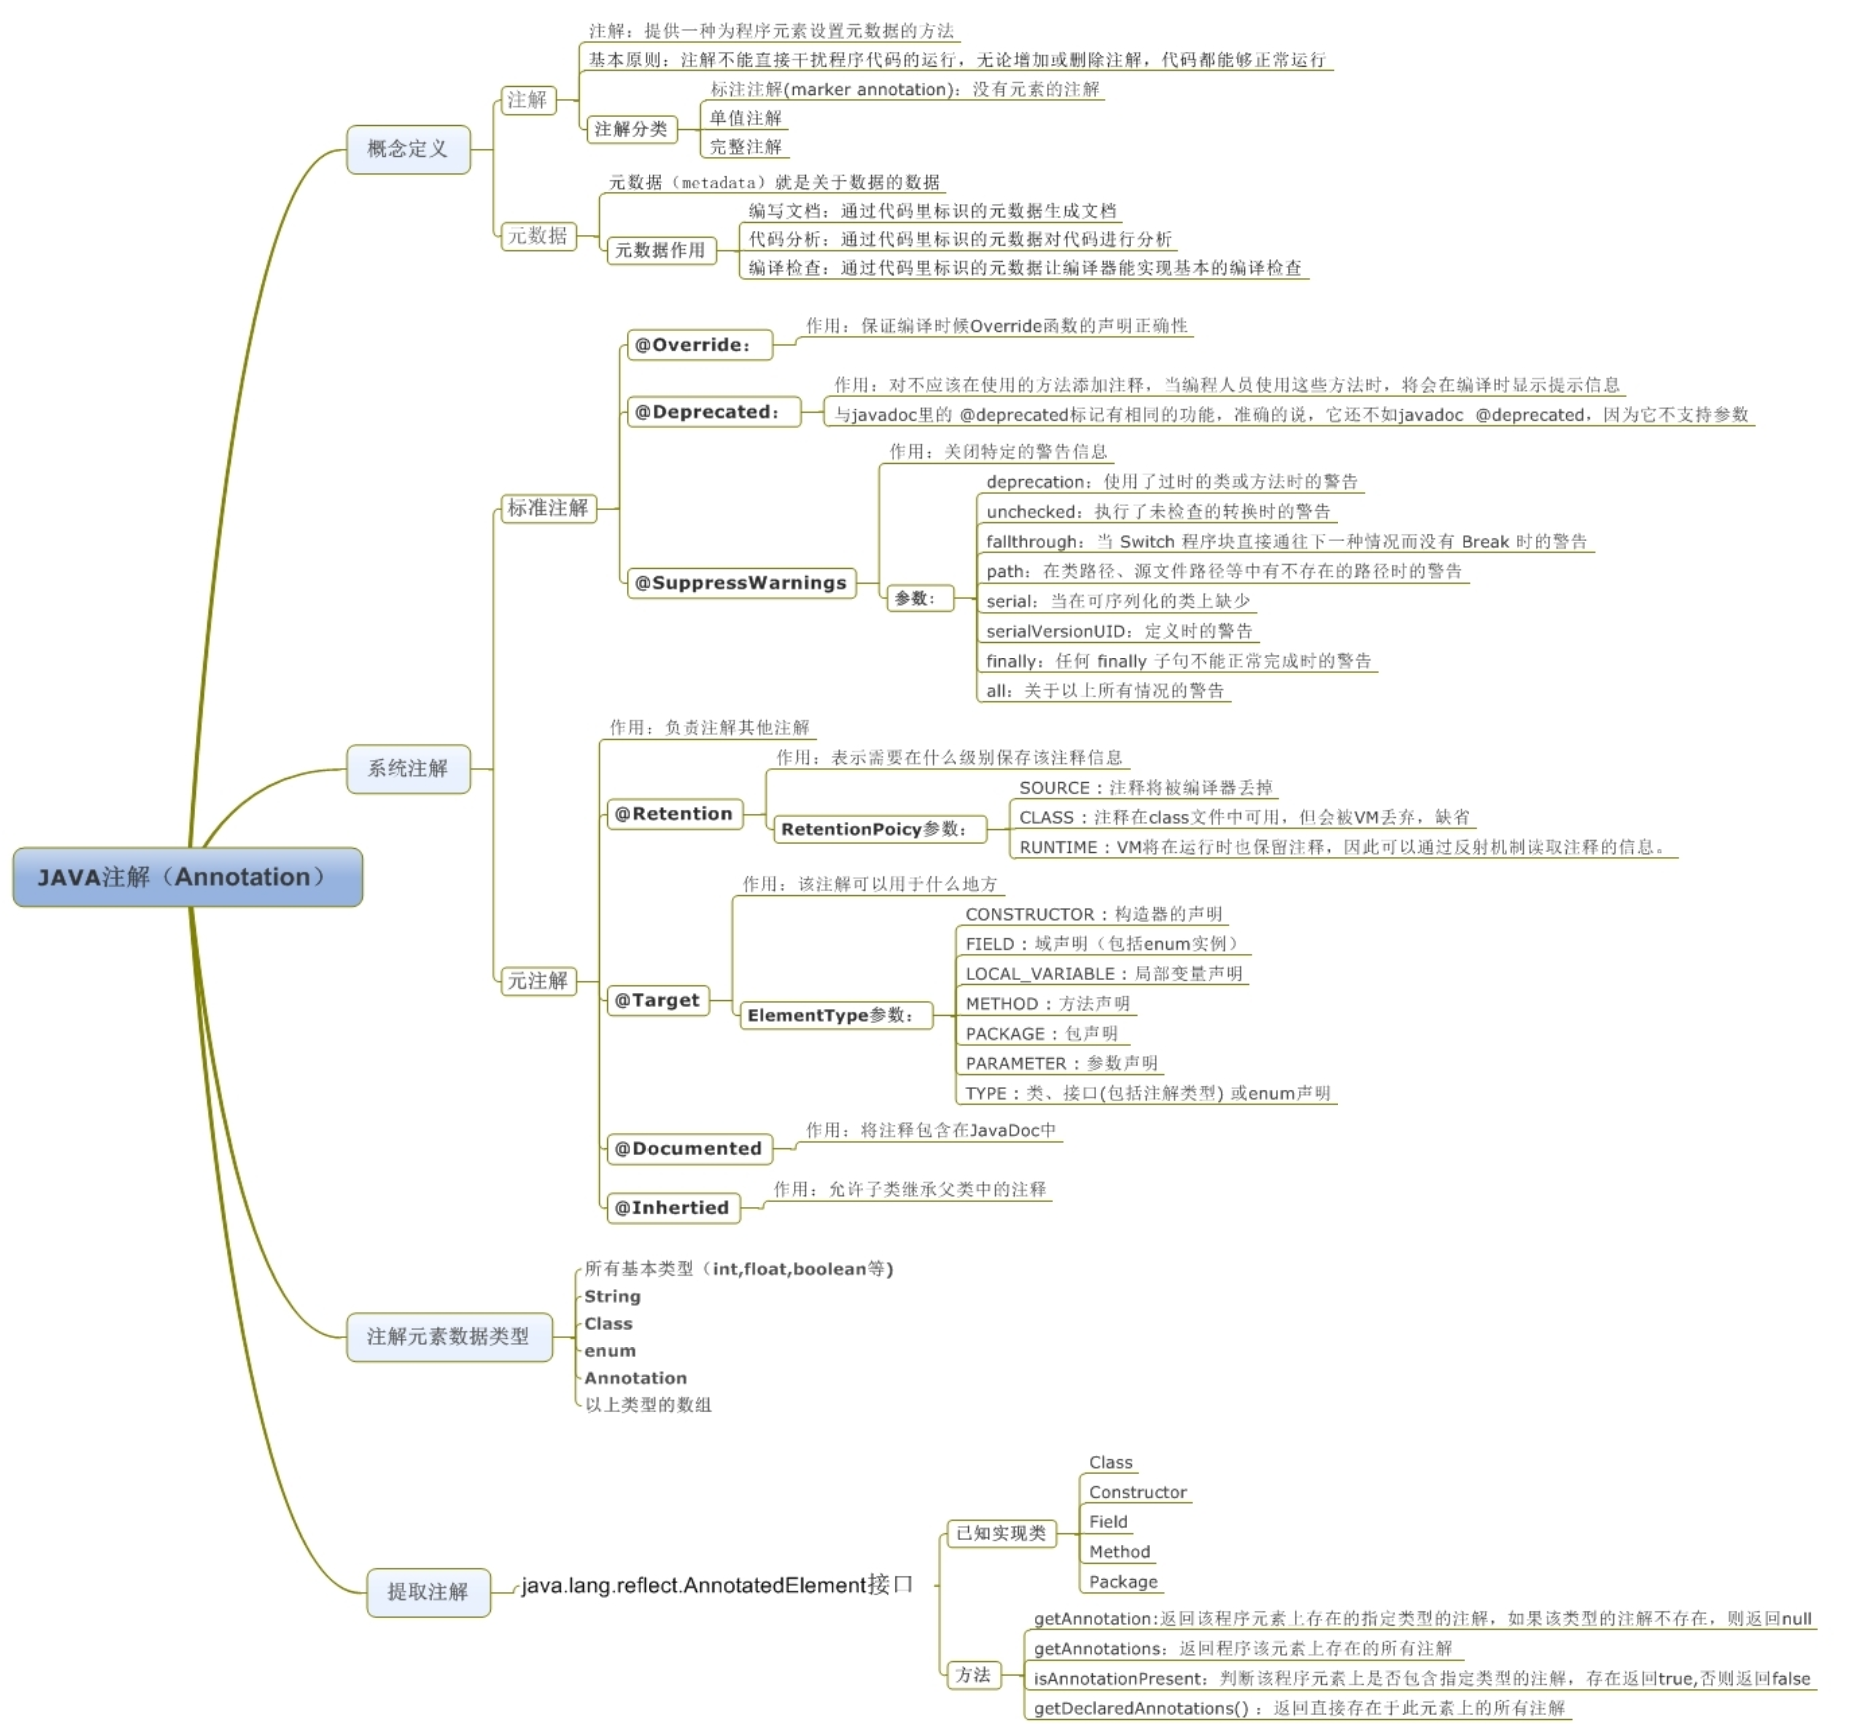 注解：提供一种为程序元素设置元数据的方法
基本原则：注解不能直接干扰程序代码的运行，无论增加或删除注解，代码都能够正常运行
注解
标注注解(marker annotation)：没有元素的注解
注解分类
单值注解
完整注解
概念定义
元数据（metadata）就是关于数据的数据
元数据
编写文档：通过代码里标识的元数据生成文档
元数据作用
代码分析：通过代码里标识的元数据对代码进行分析
编译检查：通过代码里标识的元数据让编译器能实现基本的编译检查
@Override：
作用：保证编译时候Override函数的声明正确性
@Deprecated：
作用：对不应该在使用的方法添加注释，当编程人员使用这些方法时，将会在编译时显示提示信息
与javadoc里的 @deprecated标记有相同的功能，准确的说，它还不如javadoc @deprecated，因为它不支持参数
标准注解
@SuppressWarnings
作用：关闭特定的警告信息
参数：
deprecation：使用了过时的类或方法时的警告
unchecked：执行了未检查的转换时的警告
fallthrough：当 Switch 程序块直接通往下一种情况而没有 Break 时的警告
path：在类路径、源文件路径等中有不存在的路径时的警告
serial：当在可序列化的类上缺少
serialVersionUID：定义时的警告
finally：任何 finally 子句不能正常完成时的警告
all：关于以上所有情况的警告
系统注解
作用：负责注解其他注解
@Retention
作用：表示需要在什么级别保存该注释信息
RetentionPoicy参数：
SOURCE : 注释将被编译器丢掉
CLASS : 注释在class文件中可用，但会被VM丢弃，缺省
RUNTIME : VM将在运行时也保留注释，因此可以通过反射机制读取注释的信息。
JAVA注解（Annotation）
元注解
@Target
作用：该注解可以用于什么地方
ElementType参数：
CONSTRUCTOR : 构造器的声明
FIELD : 域声明（包括enum实例）
LOCAL_VARIABLE : 局部变量声明
METHOD : 方法声明
PACKAGE : 包声明
PARAMETER : 参数声明
TYPE : 类、接口(包括注解类型) 或enum声明
@Documented
作用：将注释包含在JavaDoc中
@Inhertied
作用：允许子类继承父类中的注释
注解元素数据类型
所有基本类型（int,float,boolean等)
String
Class
enum
Annotation
以上类型的数组
提取注解
java.lang.reflect.AnnotatedElement接口
已知实现类
Class
Constructor
Field
Method
Package
方法
getAnnotation:返回该程序元素上存在的指定类型的注解，如果该类型的注解不存在，则返回null
getAnnotations：返回程序该元素上存在的所有注解
isAnnotationPresent：判断该程序元素上是否包含指定类型的注解，存在返回true,否则返回false
getDeclaredAnnotations()：返回直接存在于此元素上的所有注解